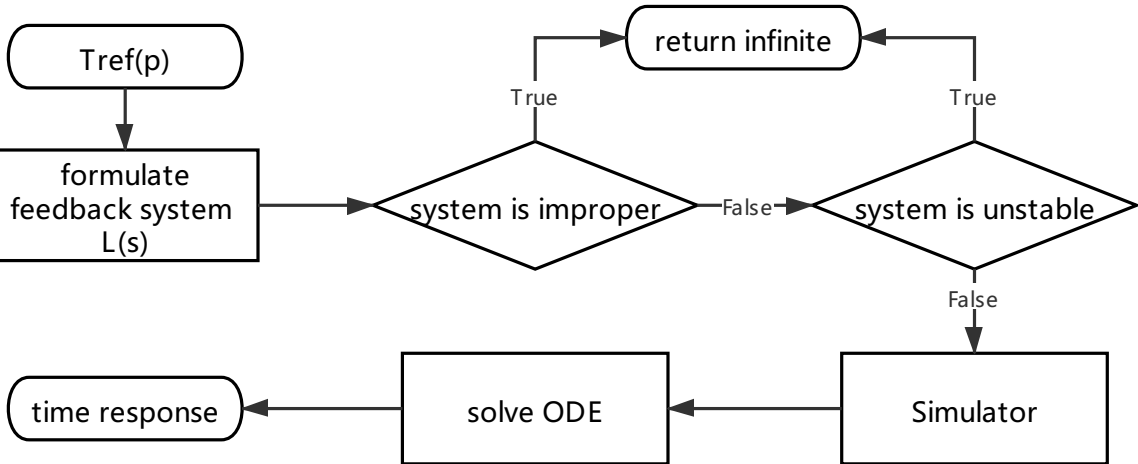 Tref(p)
return infinite
True
True
formulate
feedback system
L(s)
system is improper
False
system is unstable
False
time response
solve ODE
Simulator